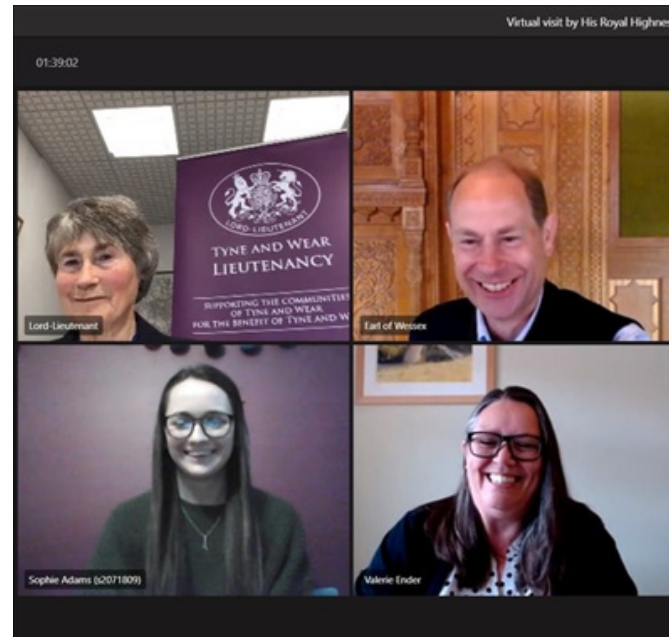 Virtual visit by His Royal Highnes
01:39:02
LORD-LIEUTENANT
TYNE AND WEAR
LIEUTENANCY
SUPPORTING THE COMMUNITIES
OF TYNE AND WEAR
FOR THE BENEFIT OF TYNE AND W
Lord-Lieutenant
Earl of Wessex
Sophie Adams (s2071809)
Valerie Ender